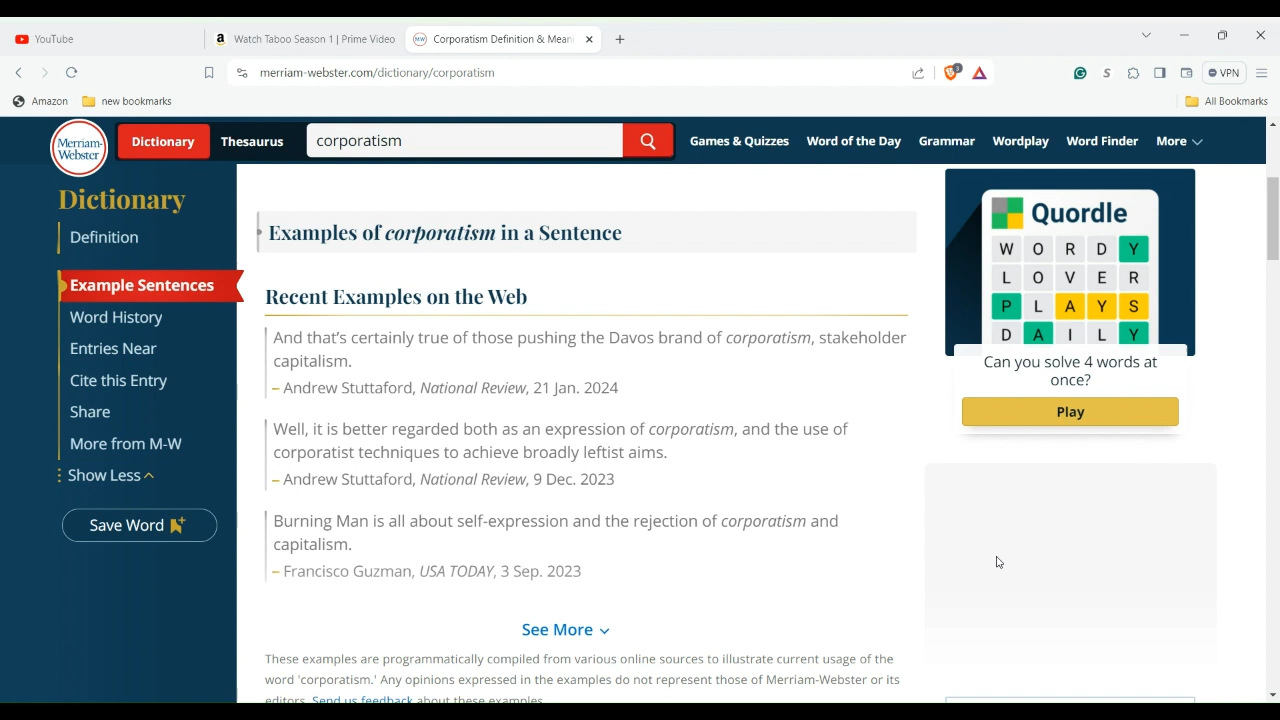 YouTube
Watch Taboo Season 1 | Prime Video
Corporatism Definition & Meani
merriam-webster.com/dictionary/corporatism
3
VPN
Amazon
new bookmarks
All Bookmarks
Merriam-
Webster
Dictionary
Thesaurus
corporatism
Games & Quizzes
Word of the Day
Grammar
Wordplay
Word Finder
More
Dictionary
Definition
Example Sentences
Word History
Entries Near
Cite this Entry
Share
More from M-W
Show Less
Save Word
Examples of corporatism in a Sentence
Recent Examples on the Web
And that's certainly true of those pushing the Davos brand of corporatism, stakeholder
capitalism.
– Andrew Stuttaford, National Review, 21 Jan. 2024
Well, it is better regarded both as an expression of corporatism, and the use of
corporatist techniques to achieve broadly leftist aims.
– Andrew Stuttaford, National Review, 9 Dec. 2023
Burning Man is all about self-expression and the rejection of corporatism and
capitalism.
– Francisco Guzman, USA TODAY, 3 Sep. 2023
See More
These examples are programmatically compiled from various online sources to illustrate current usage of the
word 'corporatism.' Any opinions expressed in the examples do not represent those of Merriam-Webster or its
editors. Send us feedback about these examples.
Quordle
W O R D Y
L O V E R
P L A Y S
D A I L Y
Can you solve 4 words at
once?
Play